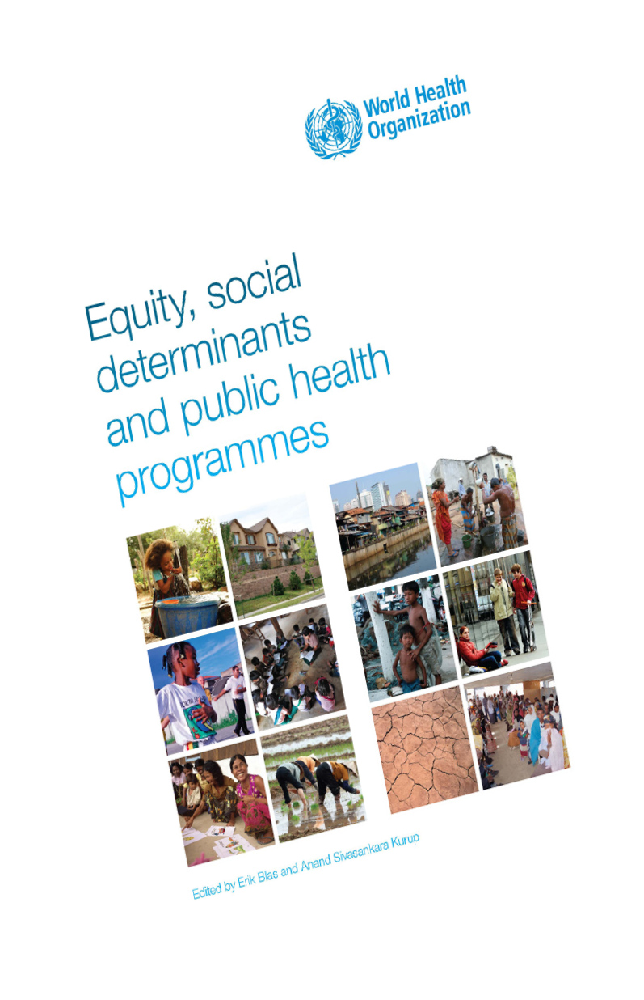 World Health
Organization
Equity, social
determinants
and public health
programmes
Edited by Erik Blas and Anand Sivasankara Kurup